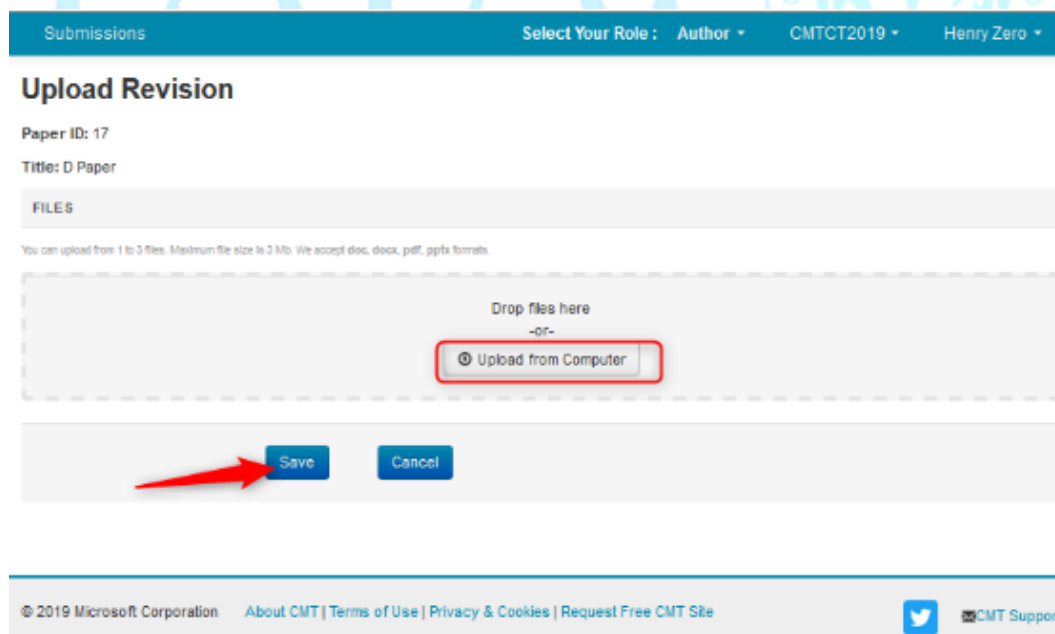 Submissions Select Your Role : Author CMTCT2019 Henry Zero
Upload Revision
Paper ID: 17
Title: D Paper
FILES
You can upload from 1 to 3 files. Maximum file size is 3 Mb. We accept doc, docx, pdf, pptx formats.
Drop files here
-or-
Upload from Computer
Save Cancel
© 2019 Microsoft Corporation About CMT | Terms of Use | Privacy & Cookies | Request Free CMT Site CMT Suppor